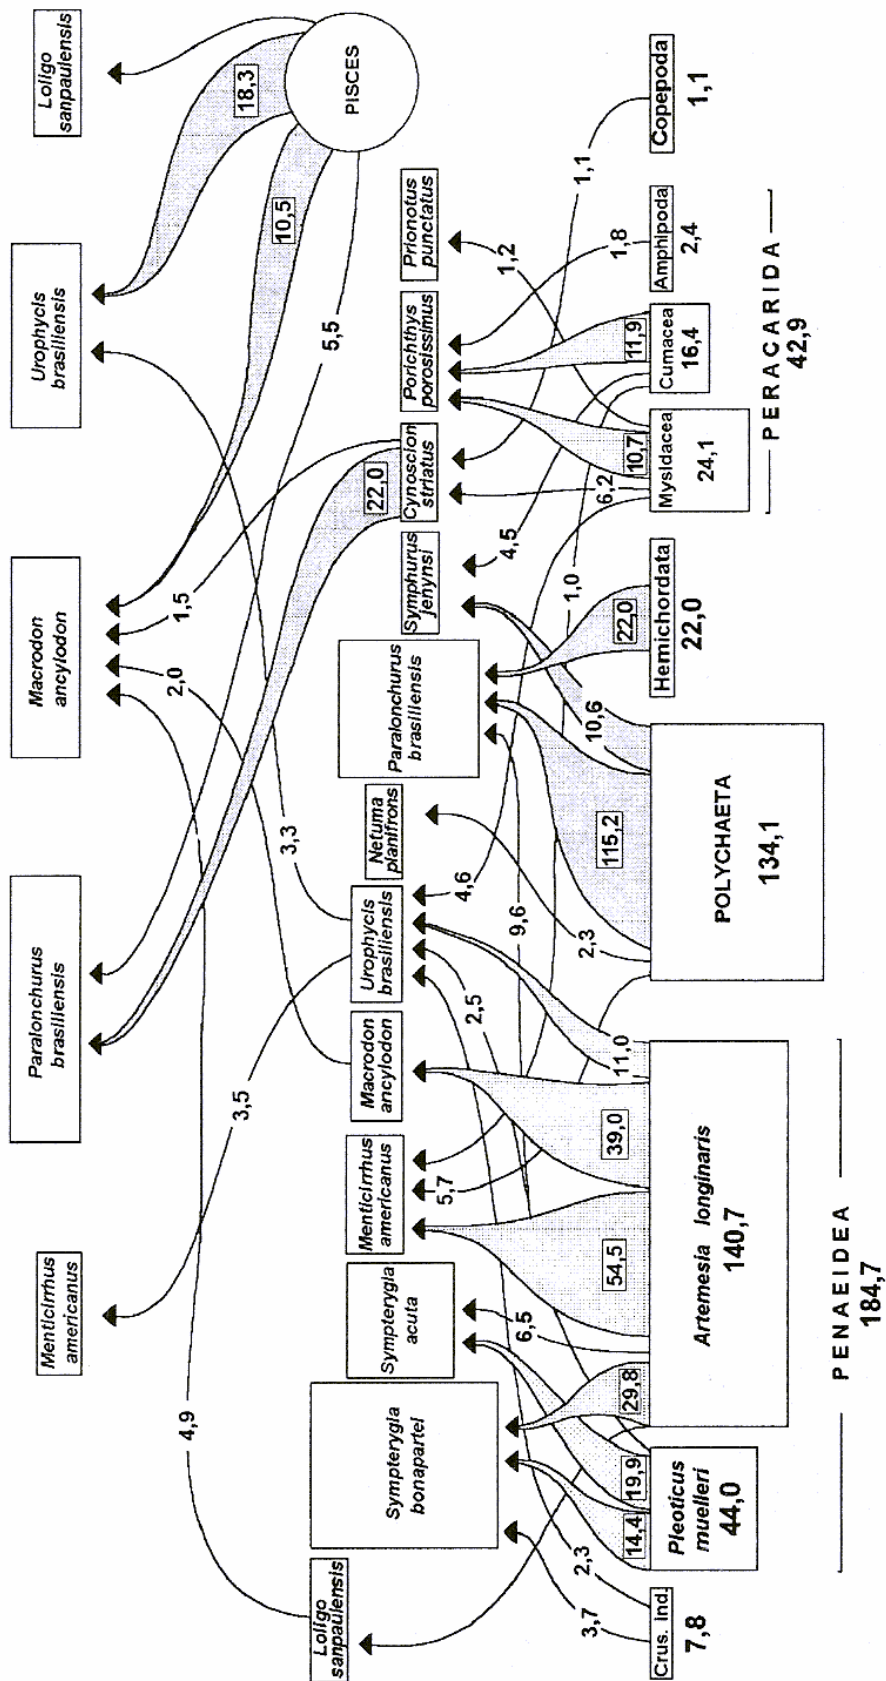 Menticirrhus
americanus
Paralonchurus
brasiliensis
Macrodon
ancylodon
Urophycis
brasiliensis
Loligo
sanpaulensis
PISCES
18,3
10,5
5,5
1,5
2,0
3,3
3,5
4,9
22,0
Loligo
sanpaulensis
Sympterygia
bonapartei
Sympterygia
acuta
Menticirrhus
americanus
Macrodon
ancylodon
Urophycis
brasiliensis
Netuma
planifrons
Paralonchurus
brasiliensis
Symphurus
jenynsi
Cynoscion
striatus
Porichthys
porosissimus
Prionotus
punctatus
3,7
2,3
14,4
19,9
29,8
6,5
54,5
5,7
39,0
11,0
2,5
4,6
9,6
2,3
115,2
10,6
22,0
1,0
4,5
6,2
10,7
11,9
1,8
1,2
1,1
Crus. Ind.
7,8
Pleoticus
muelleri
44,0
Artemesia longinaris
140,7
POLYCHAETA
134,1
Hemichordata
22,0
Mysidacea
24,1
Cumacea
16,4
Amphipoda
2,4
Copepoda
1,1
PENAEIDEA
184,7
PERACARIDA
42,9